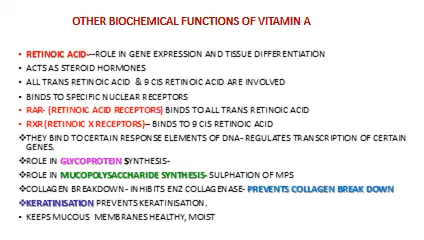 OTHER BIOCHEMICAL FUNCTIONS OF VITAMIN A
• RETINOIC ACID---ROLE IN GENE EXPRESSION AND TISSUE DIFFERENTIATION
• ACTS AS STEROID HORMONES
• ALL TRANS RETINOIC ACID & 9 CIS RETINOIC ACID ARE INVOLVED
• BINDS TO SPECIFIC NUCLEAR RECEPTORS
• RAR- (RETINOIC ACID RECEPTORS) BINDS TO ALL TRANS RETINOIC ACID
• RXR(RETINOIC X RECEPTORS)-- BINDS TO 9 CIS RETINOIC ACID
❖THEY BIND TO CERTAIN RESPONSE ELEMENTS OF DNA- REGULATES TRANSCRIPTION OF CERTAIN
GENES.
❖ROLE IN GLYCOPROTEIN SYNTHESIS-
❖ROLE IN MUCOPOLYSACCHARIDE SYNTHESIS- SULPHATION OF MPS
❖COLLAGEN BREAKDOWN- INHIBITS ENZ COLLAGENASE- PREVENTS COLLAGEN BREAK DOWN
❖KERATINISATION PREVENTS KERATINISATION.
• KEEPS MUCOUS MEMBRANES HEALTHY, MOIST